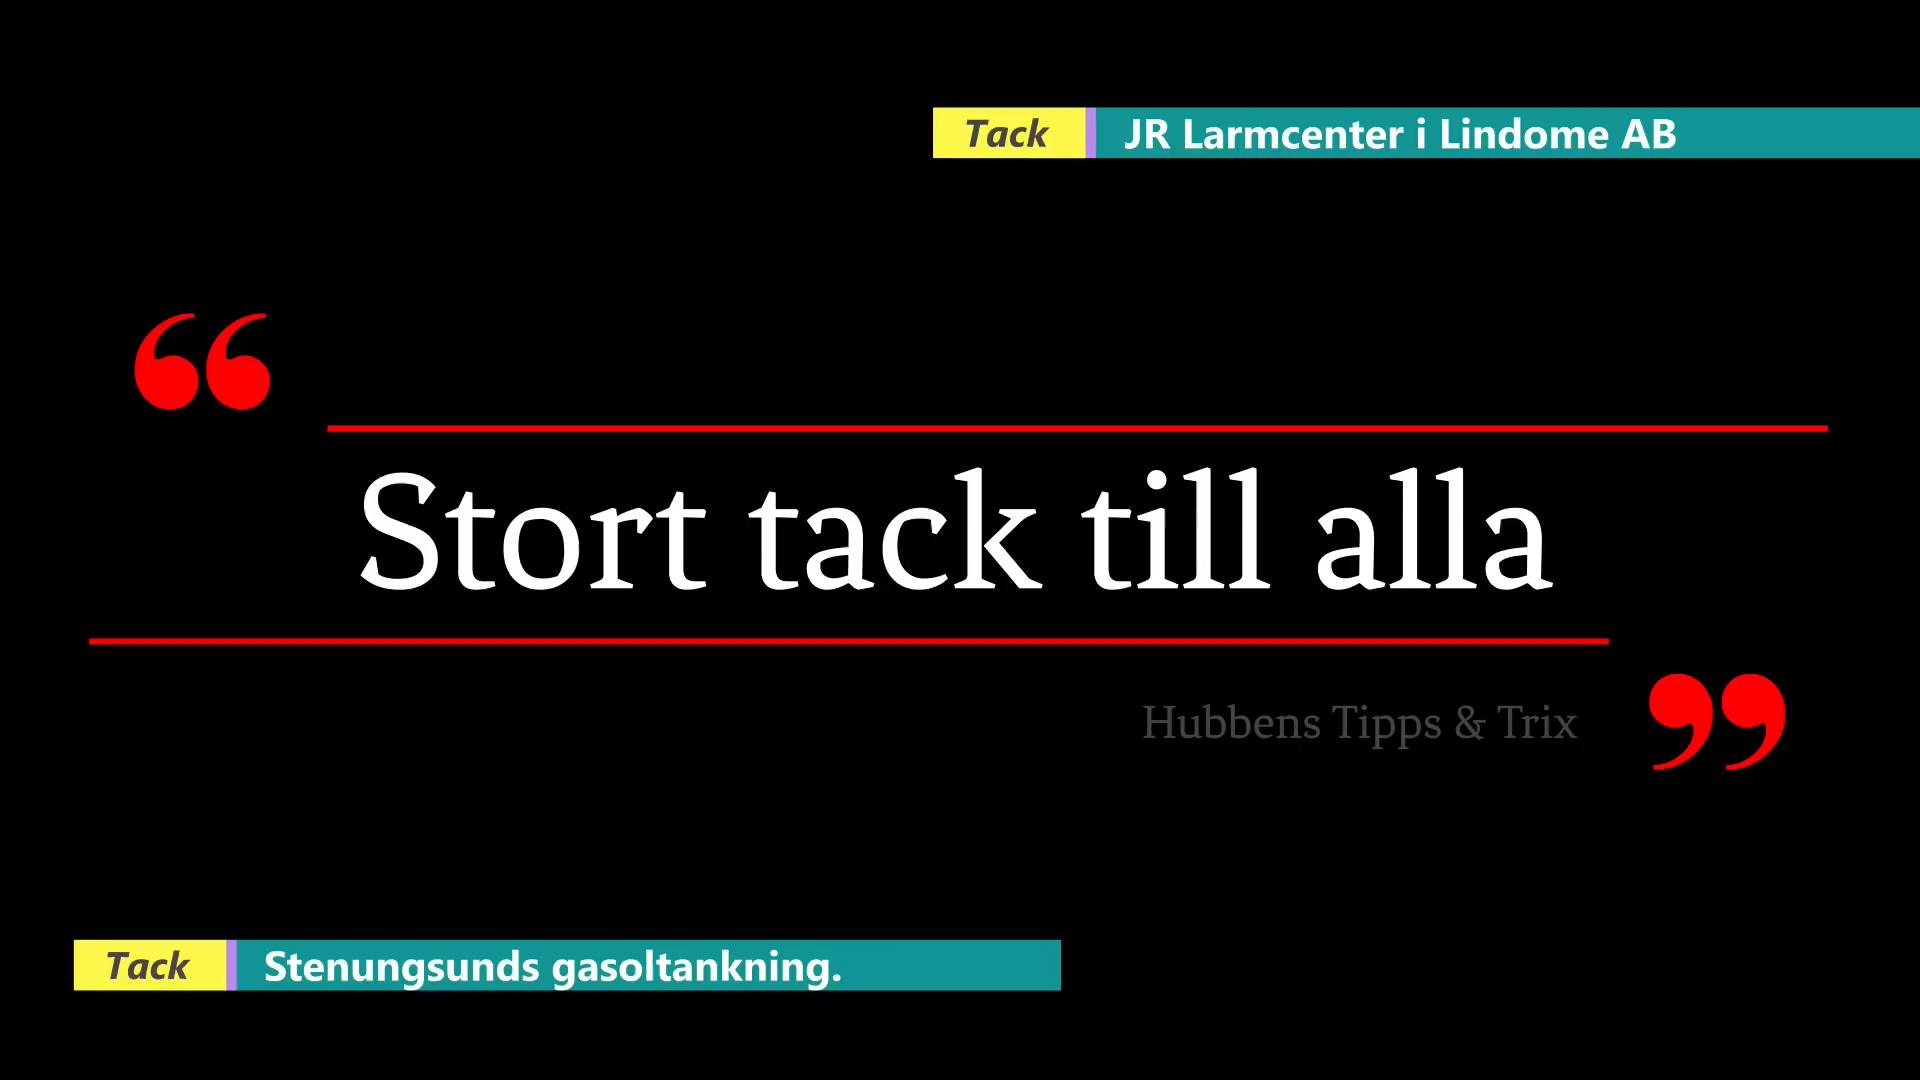 Tack JR Larmcenter i Lindome AB
“
Stort tack till alla
Hubbens Tipps & Trix ”
Tack Stenungsunds gasoltankning.